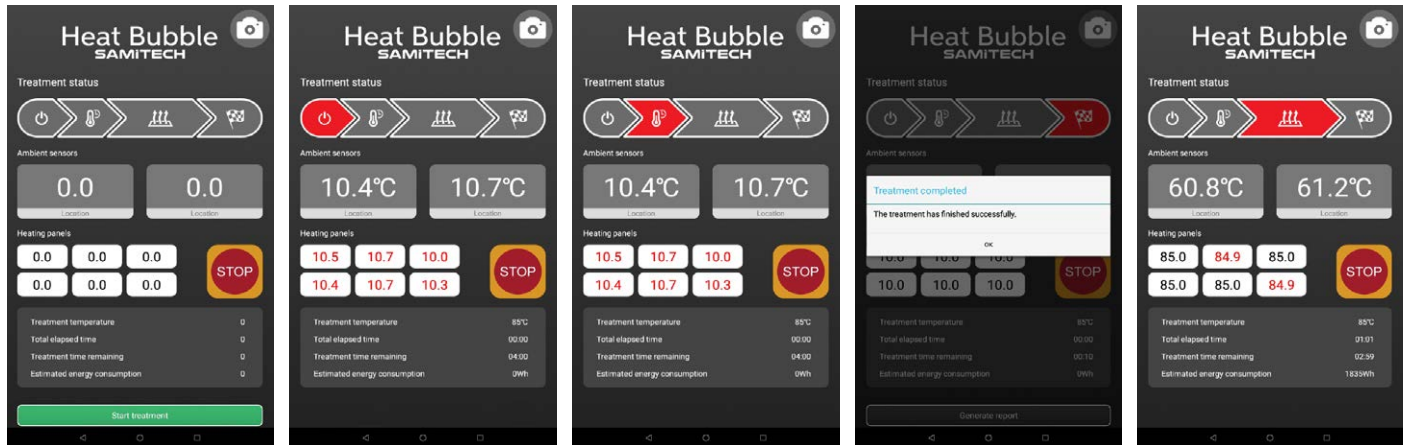 Heat Bubble
SAMITECH
Treatment status
Ambient sensors
0.0 0.0
Location Location
Heating panels
0.0 0.0 0.0
0.0 0.0 0.0
STOP
Treatment temperature 0
Total elapsed time 0
Treatment time remaining 0
Estimated energy consumption 0
Start treatment
Heat Bubble
SAMITECH
Treatment status
Ambient sensors
10.4°C 10.7°C
Location Location
Heating panels
10.5 10.7 10.0
10.4 10.7 10.3
STOP
Treatment temperature 85°C
Total elapsed time 00:00
Treatment time remaining 04:00
Estimated energy consumption 0Wh
Heat Bubble
SAMITECH
Treatment status
Ambient sensors
10.4°C 10.7°C
Location Location
Heating panels
10.5 10.7 10.0
10.4 10.7 10.3
STOP
Treatment temperature 85°C
Total elapsed time 00:00
Treatment time remaining 04:00
Estimated energy consumption 0Wh
Heat Bubble
SAMITECH
Treatment status
Ambient sensors
Treatment completed
The treatment has finished successfully.
OK
10.0 10.0 10.0
STOP
Treatment temperature 85°C
Total elapsed time 00:00
Treatment time remaining 00:10
Estimated energy consumption 0Wh
Generate report
Heat Bubble
SAMITECH
Treatment status
Ambient sensors
60.8°C 61.2°C
Location Location
Heating panels
85.0 84.9 85.0
85.0 85.0 84.9
STOP
Treatment temperature 85°C
Total elapsed time 01:01
Treatment time remaining 02:59
Estimated energy consumption 1835Wh